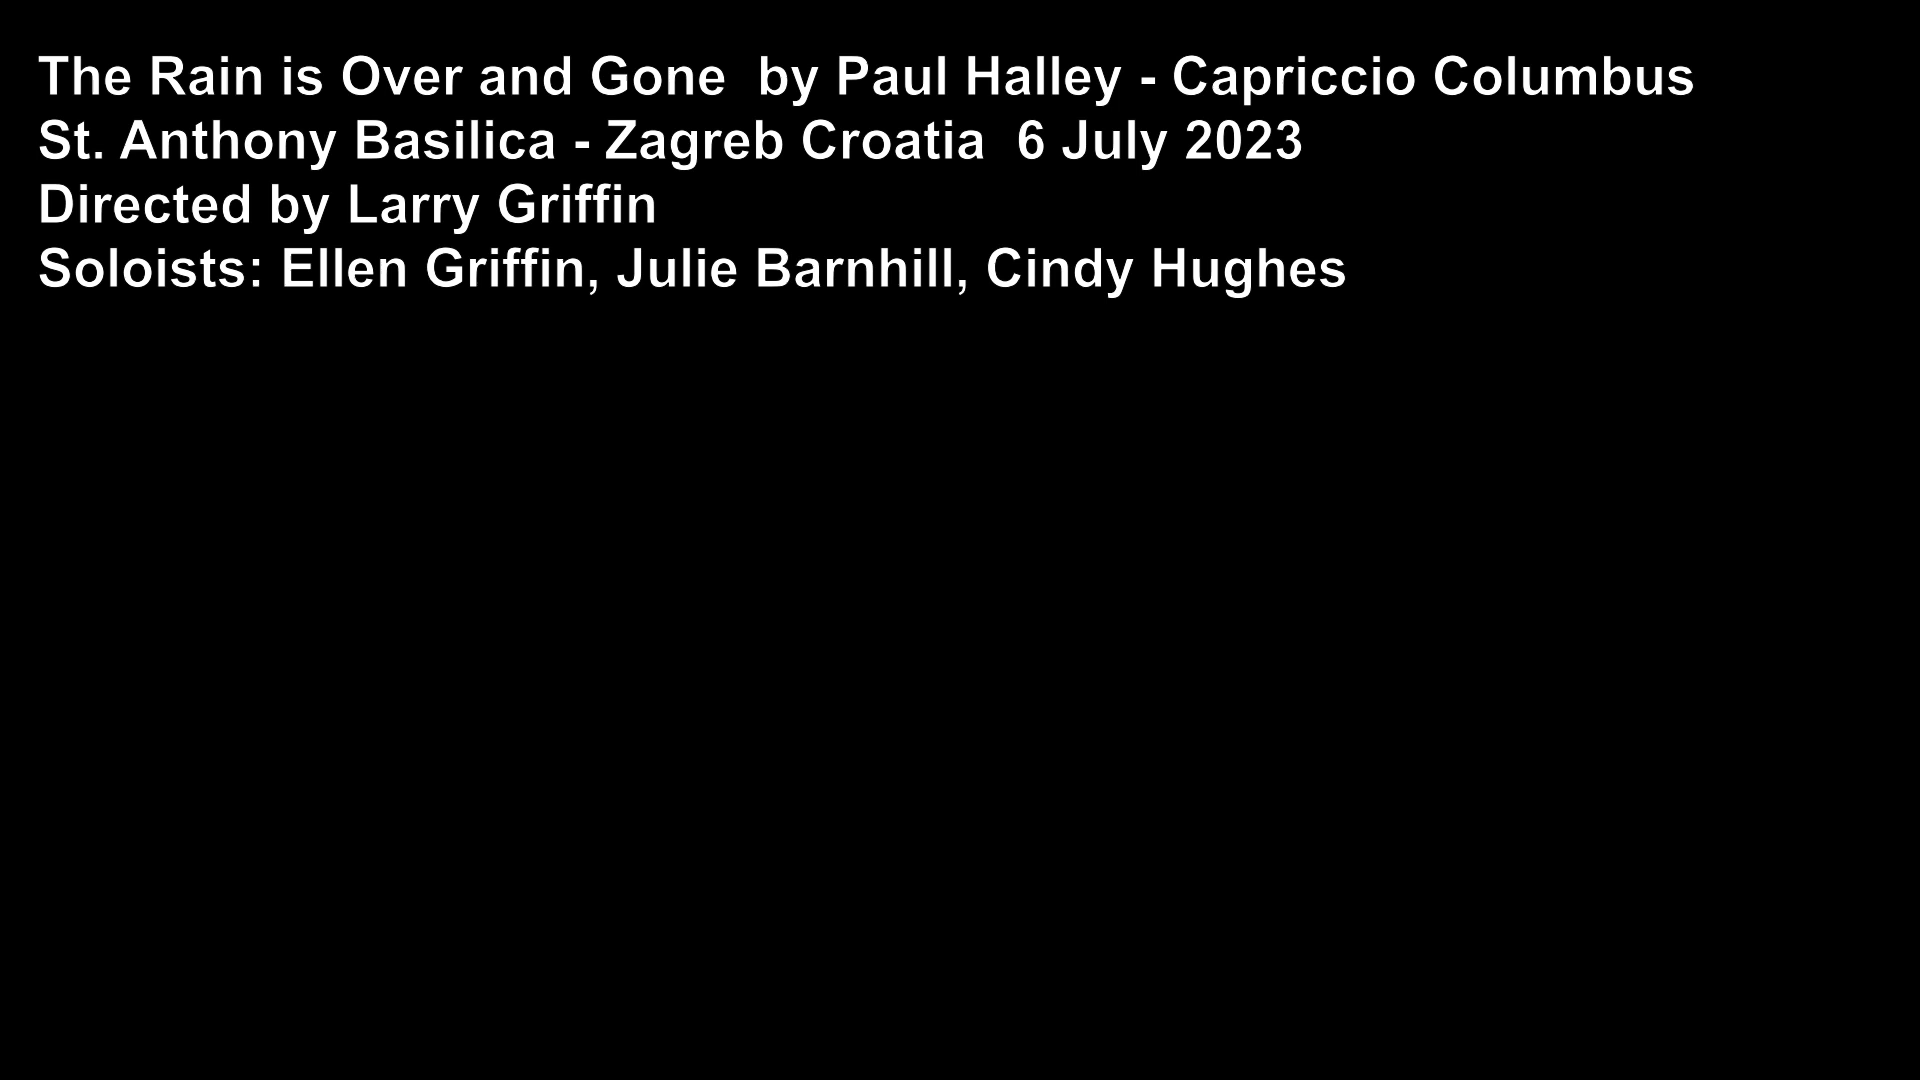 The Rain is Over and Gone  by Paul Halley - Capriccio Columbus
St. Anthony Basilica - Zagreb Croatia  6 July 2023
Directed by Larry Griffin
Soloists: Ellen Griffin, Julie Barnhill, Cindy Hughes